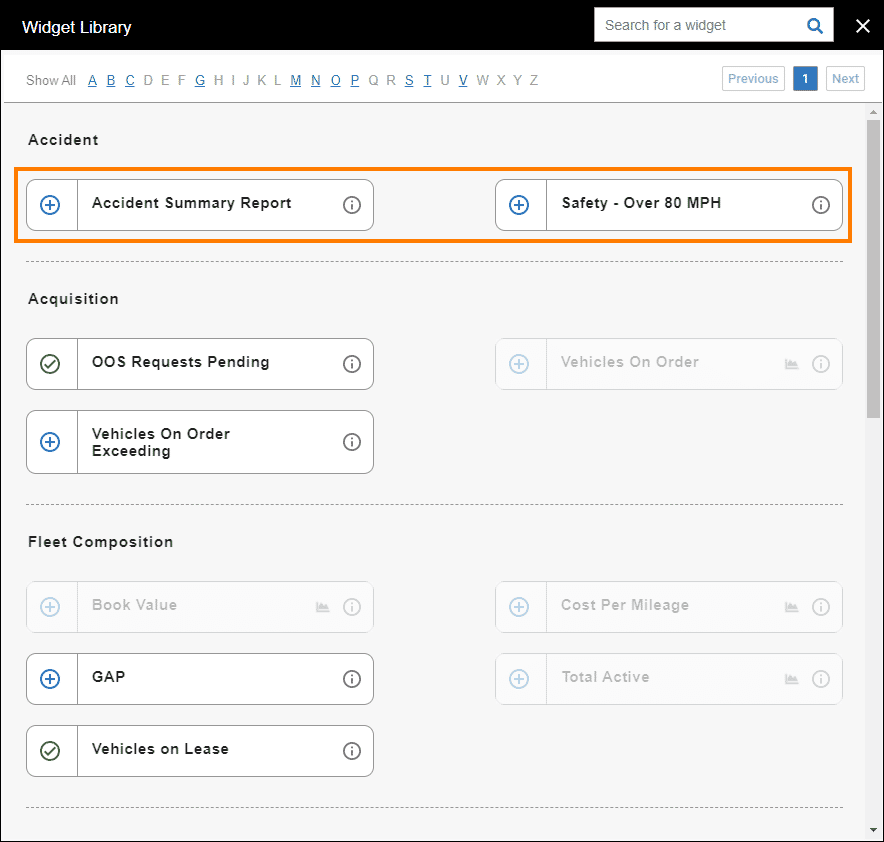 Widget Library
Search for a widget
Show All A B C D E F G H I J K L M N O P Q R S T U V W X Y Z
Previous 1 Next
Accident
Accident Summary Report
Safety - Over 80 MPH
Acquisition
OOS Requests Pending
Vehicles On Order
Vehicles On Order
Exceeding
Fleet Composition
Book Value
Cost Per Mileage
GAP
Total Active
Vehicles on Lease